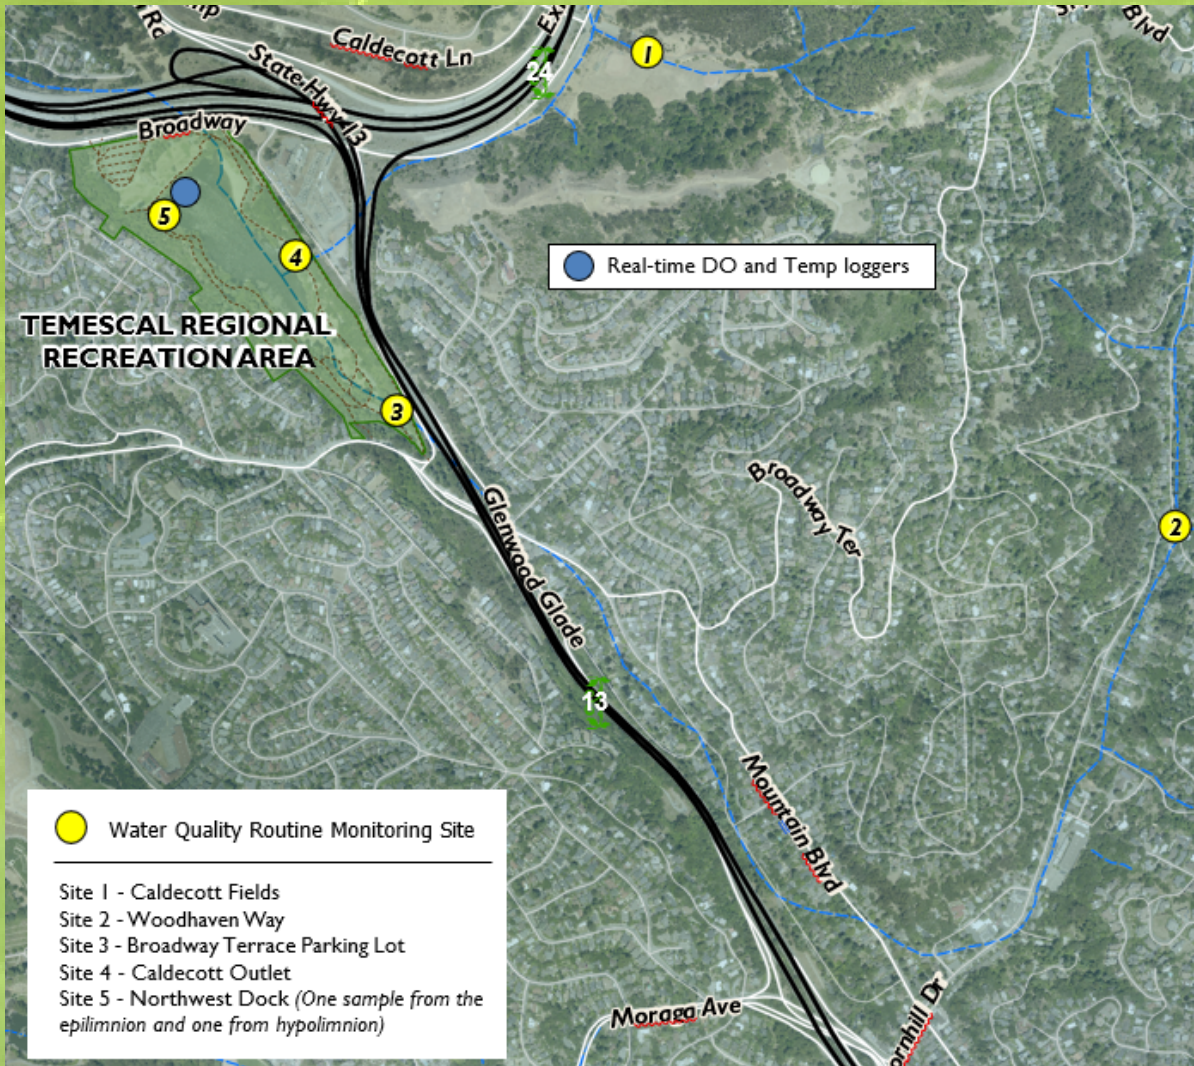 Rd
mp
Caldecott Ln
Ex
24
1
Blvd
State Hwy 13
Broadway
5
4
Real-time DO and Temp loggers
TEMESCAL REGIONAL
RECREATION AREA
3
Broadway Ter
Glenwood Glade
2
13
Mountain Blvd
Water Quality Routine Monitoring Site
Site 1 - Caldecott Fields
Site 2 - Woodhaven Way
Site 3 - Broadway Terrace Parking Lot
Site 4 - Caldecott Outlet
Site 5 - Northwest Dock (One sample from the
epilimnion and one from hypolimnion)
Moraga Ave
ornhill Dr